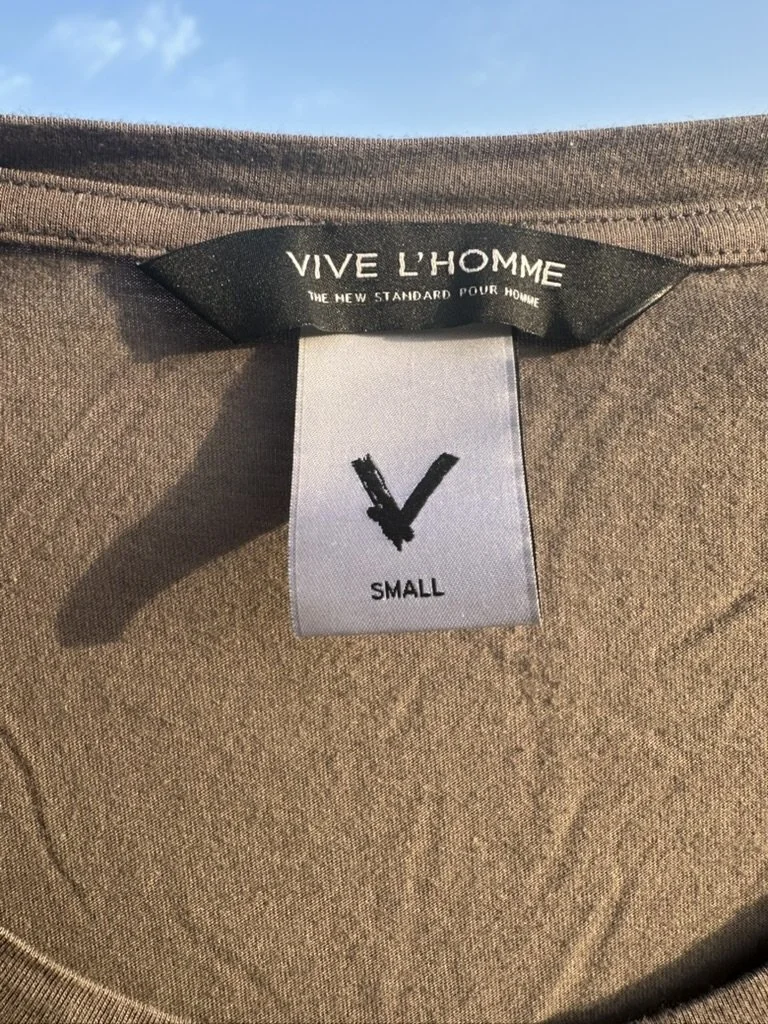 VIVE L'HOMME
THE NEW STANDARD POUR HOMME
V
SMALL